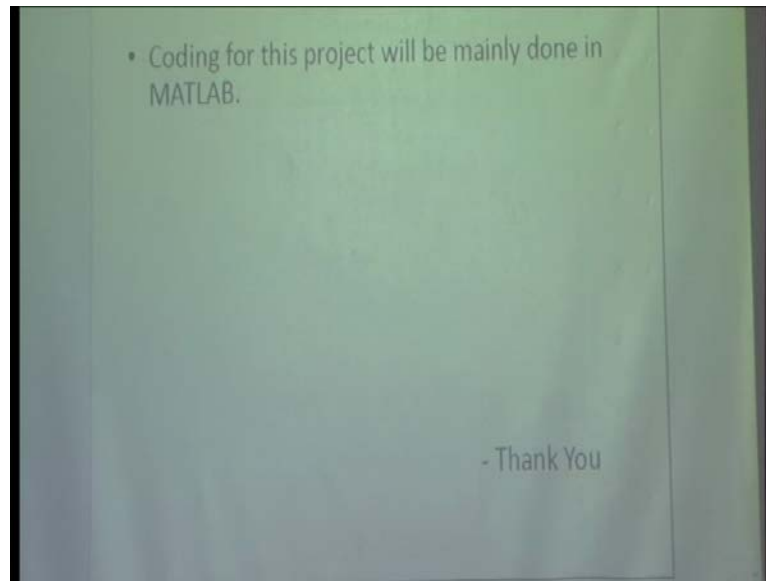 • Coding for this project will be mainly done in
MATLAB.
- Thank You